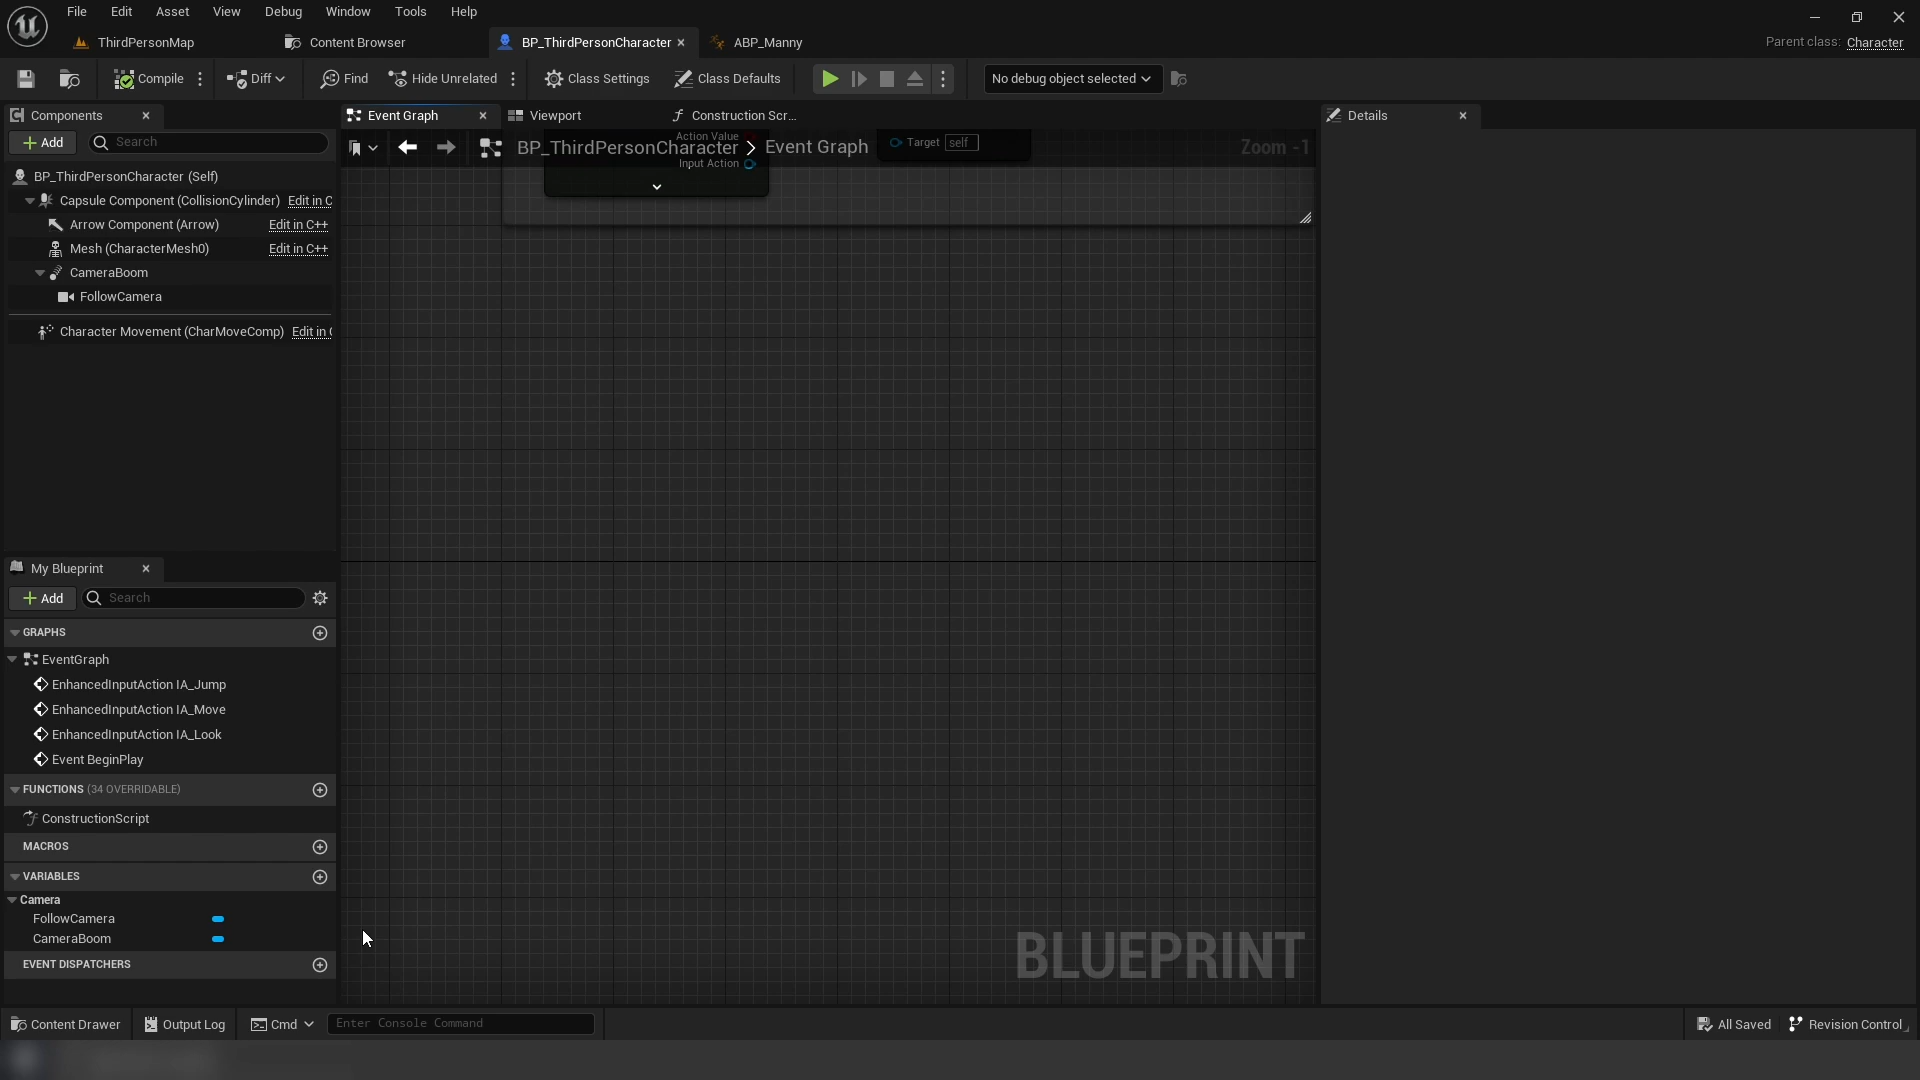 File Edit Asset View Debug Window Tools Help
ThirdPersonMap Content Browser BP_ThirdPersonCharacter ABP_Manny Parent class: Character
Compile Diff Find Hide Unrelated Class Settings Class Defaults No debug object selected
Components Event Graph Viewport Construction Scr... Details
Add Search
Action Value
BP_ThirdPersonCharacter Event Graph
Target self
Zoom -1
Input Action
BP_ThirdPersonCharacter (Self)
Capsule Component (CollisionCylinder) Edit in C
Arrow Component (Arrow) Edit in C++
Mesh (CharacterMesh0) Edit in C++
CameraBoom
FollowCamera
Character Movement (CharMoveComp) Edit in C
My Blueprint
Add Search
GRAPHS
EventGraph
EnhancedInputAction IA_Jump
EnhancedInputAction IA_Move
EnhancedInputAction IA_Look
Event BeginPlay
FUNCTIONS (34 OVERRIDABLE)
ConstructionScript
MACROS
VARIABLES
Camera
FollowCamera
CameraBoom
EVENT DISPATCHERS
BLUEPRINT
Content Drawer Output Log Cmd Enter Console Command All Saved Revision Control